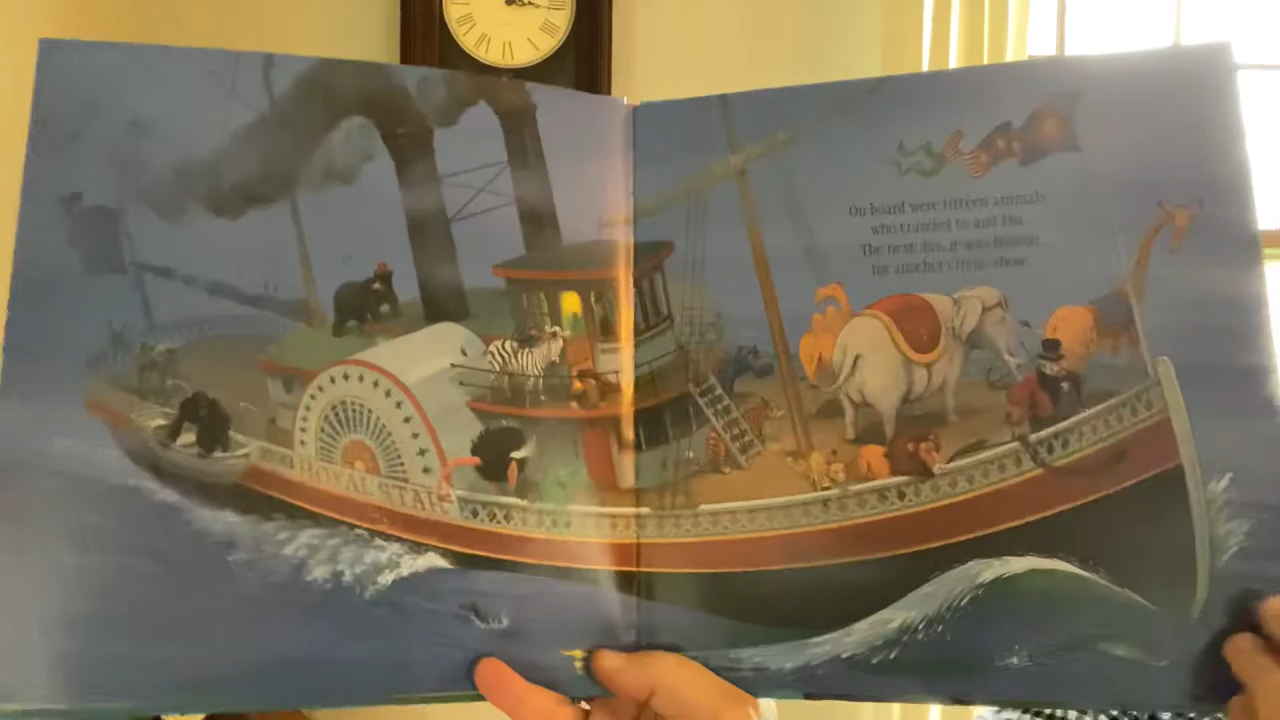 On board were fifteen animals
who traveled to and fro.
The next day, it was Boston
for another circus show.
ROYAL STAR